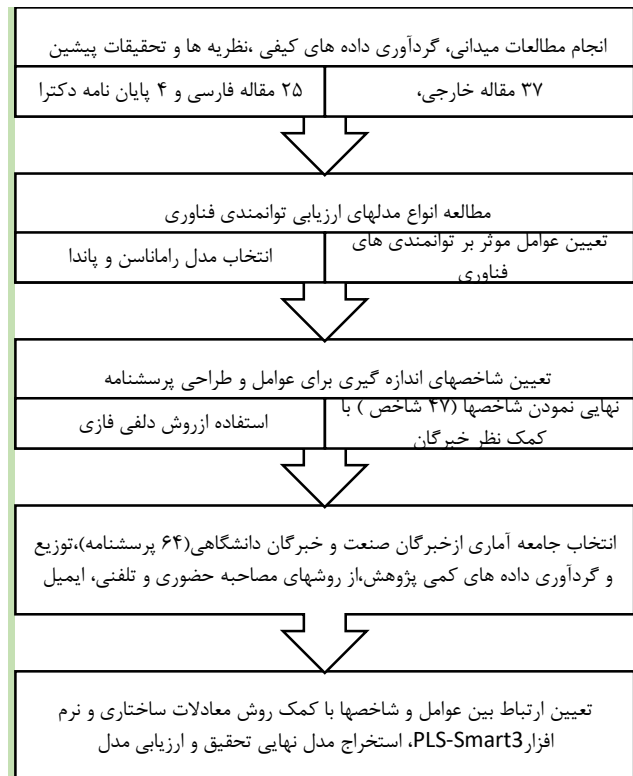 انجام مطالعات میدانی، گردآوری داده های کیفی ،نظریه ها و تحقیقات پیشین
۳۷ مقاله خارجی،
۲۵ مقاله فارسی و ۴ پایان نامه دکترا
مطالعه انواع مدلهای ارزیابی توانمندی فناوری
تعیین عوامل موثر بر توانمندی های
فناوری
انتخاب مدل راماناسن و پاندا
تعیین شاخصهای اندازه گیری برای عوامل و طراحی پرسشنامه
نهایی نمودن شاخصها (۴۷ شاخص ) با
کمک نظر خبرگان
استفاده ازروش دلفی فازی
انتخاب جامعه آماری ازخبرگان صنعت و خبرگان دانشگاهی(۶۴ پرسشنامه)،توزیع
و گردآوری داده های کمی پژوهش،از روشهای مصاحبه حضوری و تلفنی، ایمیل
تعیین ارتباط بین عوامل و شاخصها با کمک روش معادلات ساختاری و نرم
افزارPLS-Smart3، استخراج مدل نهایی تحقیق و ارزیابی مدل